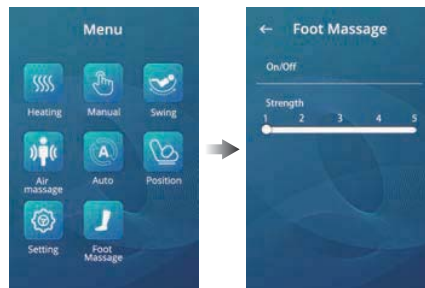 Menu
Heating
Manual
Swing
Air
massage
A
Auto
Position
Setting
Foot
Massage
← Foot Massage
On/Off
Strength
1 2 3 4 5